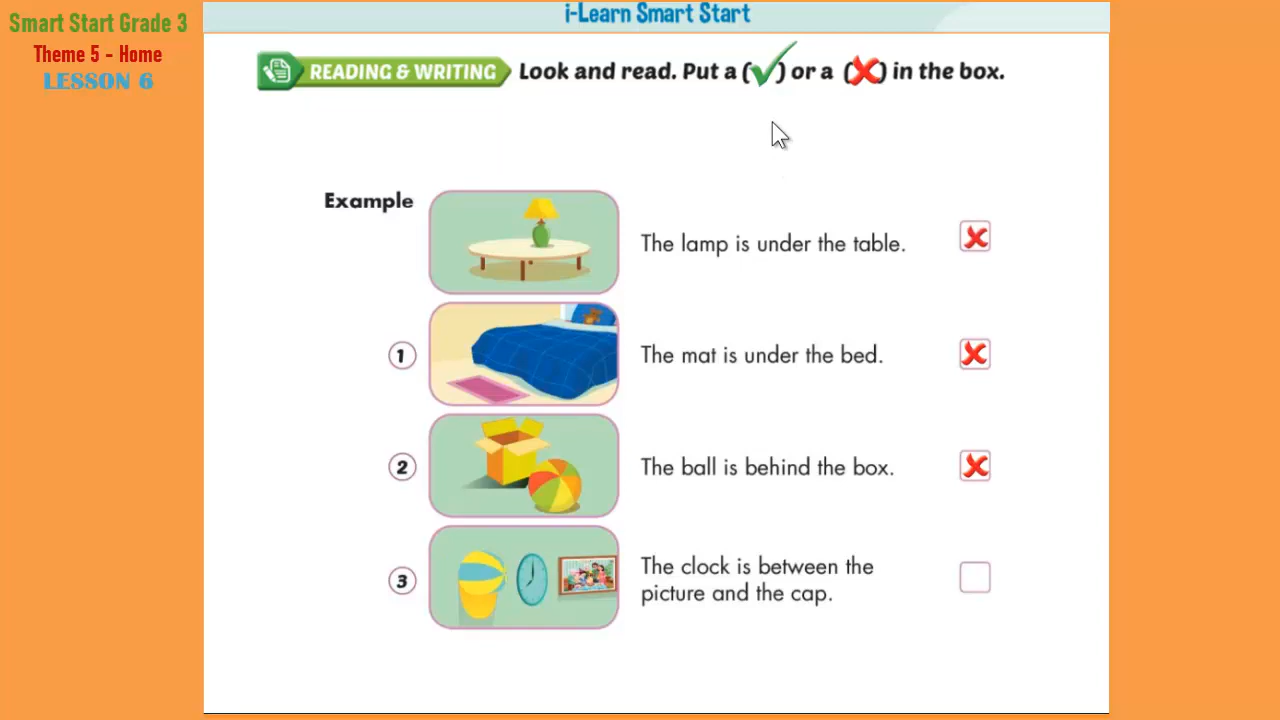 Smart Start Grade 3
Theme 5 - Home
LESSON 6
i-Learn Smart Start
READING & WRITING Look and read. Put a (✓) or a (✗) in the box.
Example
The lamp is under the table.
1 The mat is under the bed.
2 The ball is behind the box.
3 The clock is between the
picture and the cap.